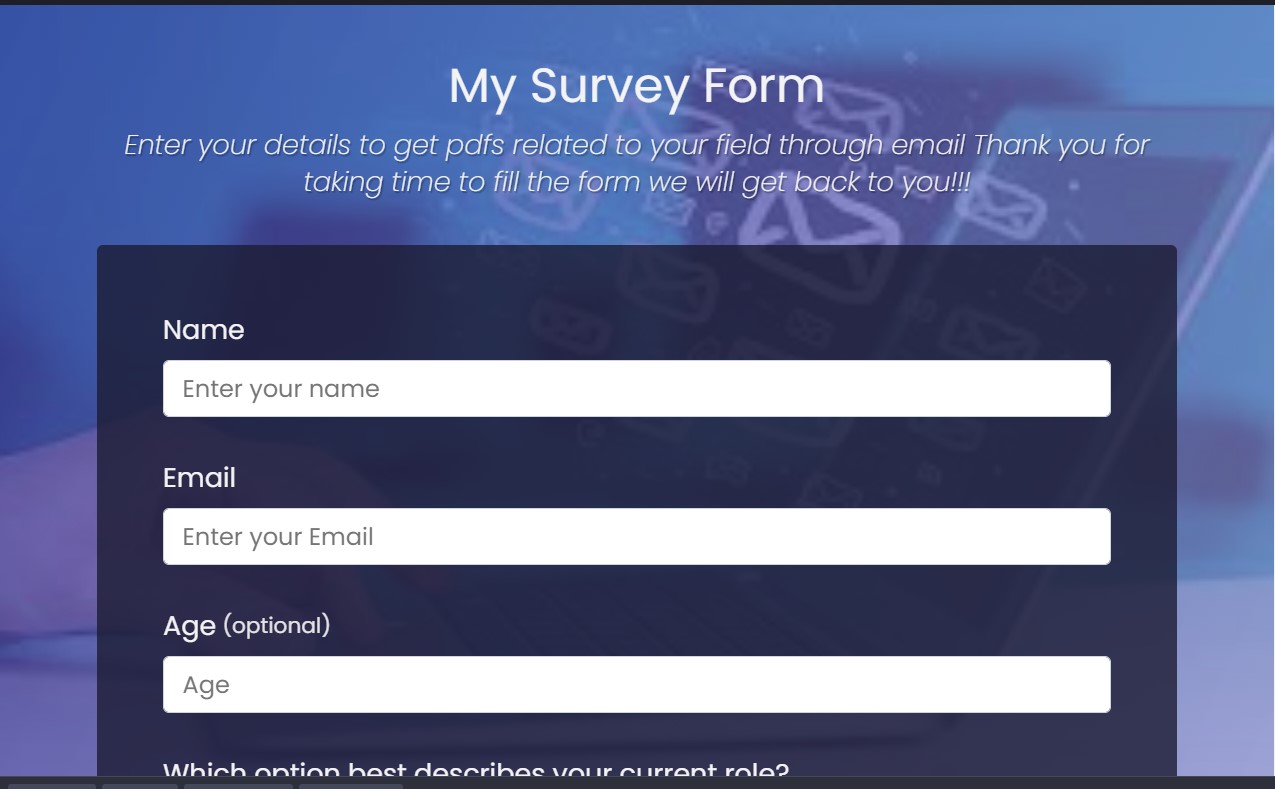 My Survey Form
Enter your details to get pdfs related to your field through email Thank you for
taking time to fill the form we will get back to you!!!
Name
Enter your name
Email
Enter your Email
Age (optional)
Age
Which option best describes your current role?